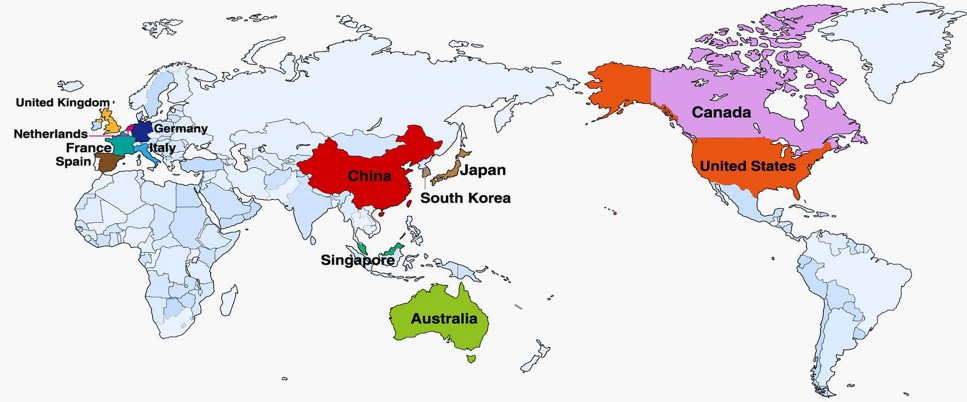 United Kingdom
Netherlands
Germany
France
Italy
Spain
China
Japan
South Korea
Singapore
Australia
Canada
United States